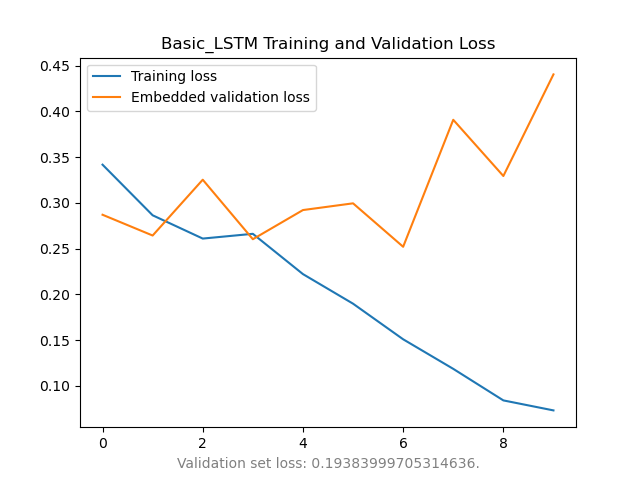 Basic_LSTM Training and Validation Loss
Training loss
Embedded validation loss
0.45
0.40
0.35
0.30
0.25
0.20
0.15
0.10
0 2 4 6 8
Validation set loss: 0.19383999705314636.